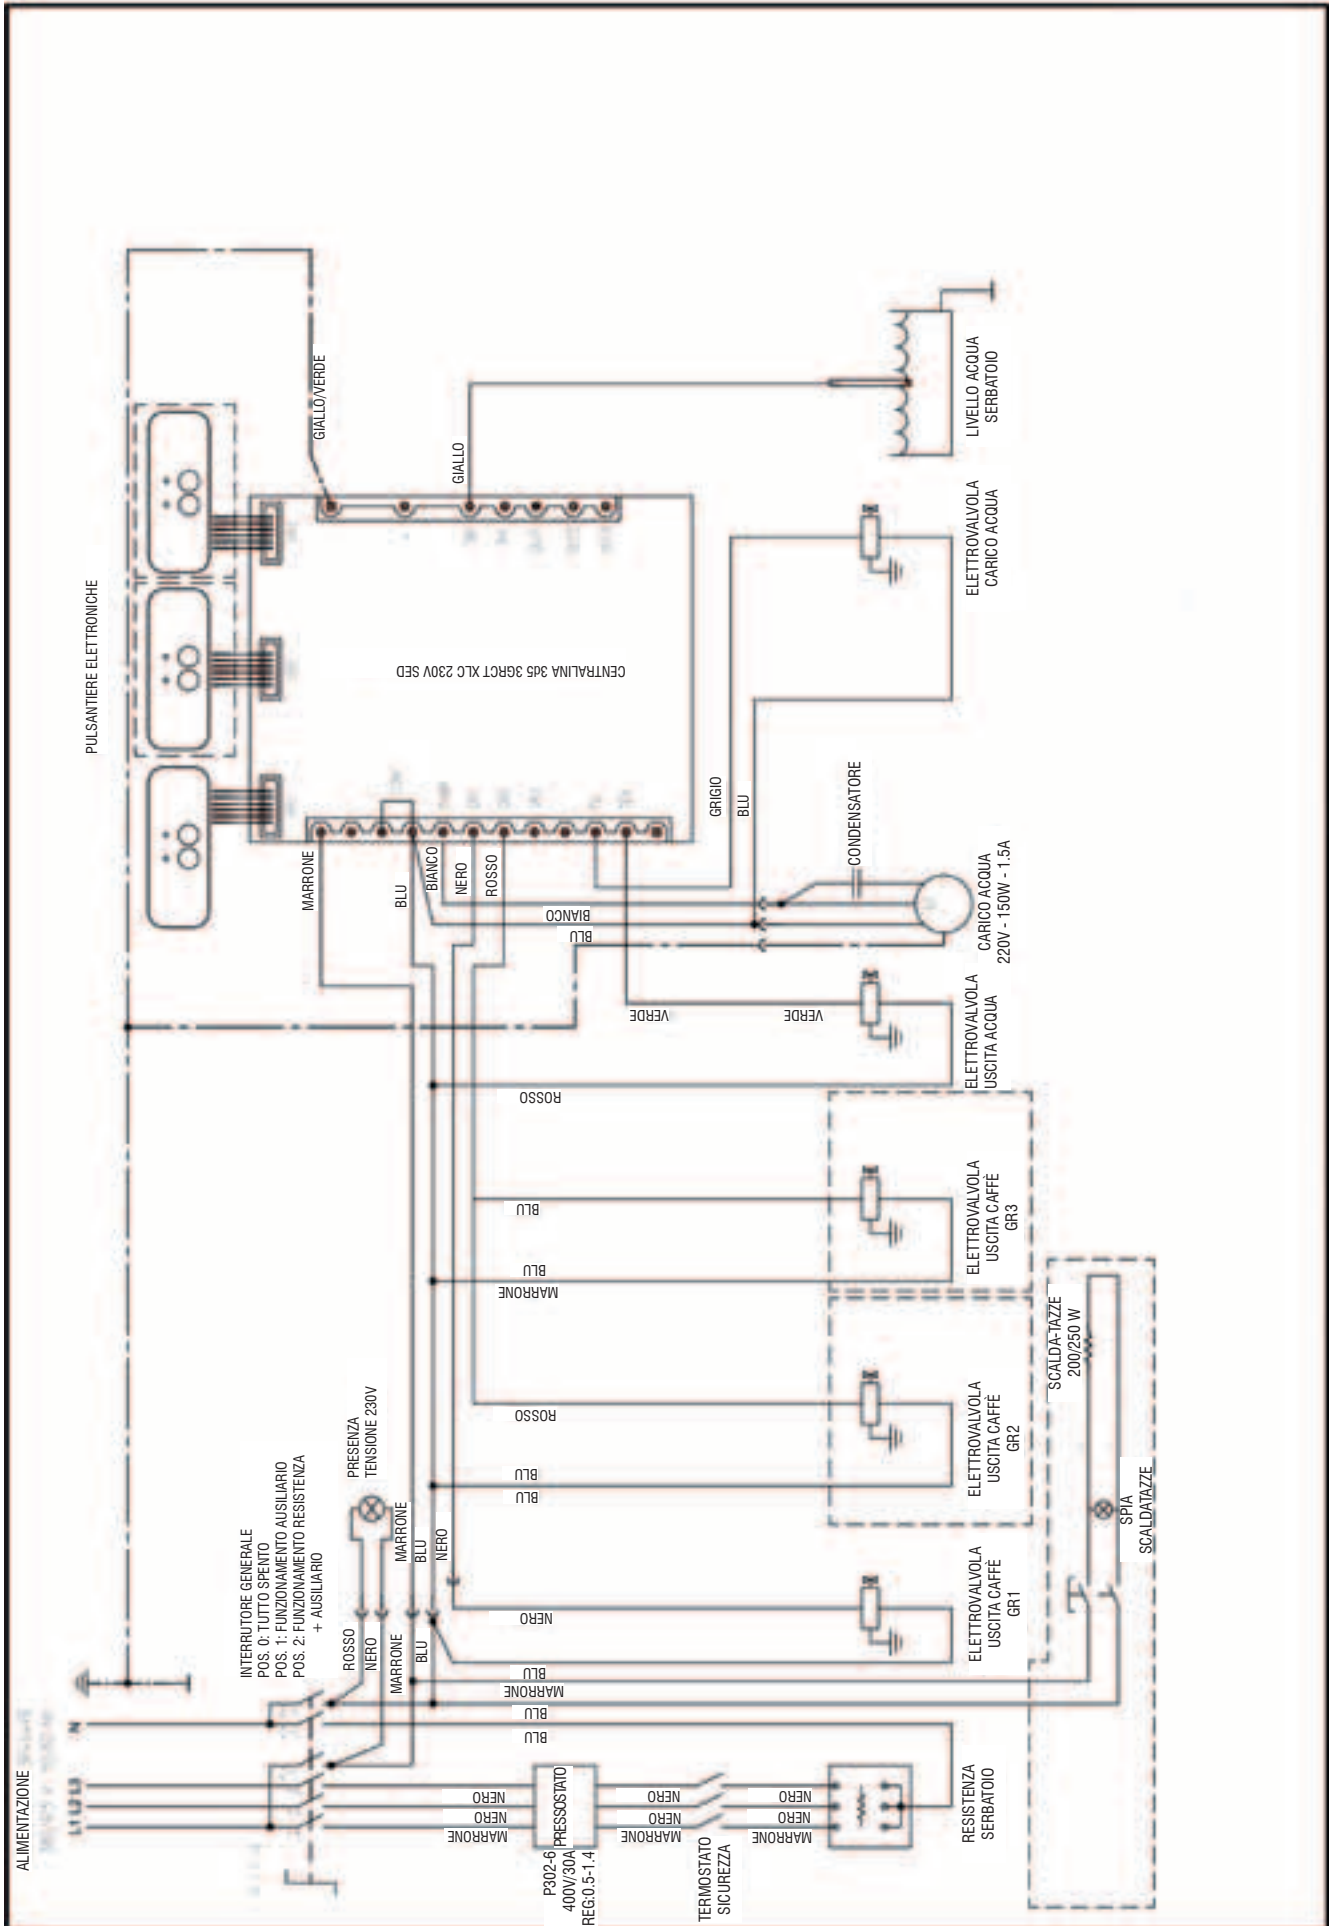 ALIMENTAZIONE
L1 L2 L3
N
INTERRUTORE GENERALE
POS. 0: TUTTO SPENTO
POS. 1: FUNZIONAMENTO AUSILIARIO
POS. 2: FUNZIONAMENTO RESISTENZA
+ AUSILIARIO
PRESENZA
TENSIONE 230V
ROSSO
NERO
MARRONE
BLU
MARRONE
BLU
NERO
PULSANTIERE ELETTRONICHE
GIALLO/VERDE
GIALLO
CENTRALINA 3d5 3GRCT XLC 230V SED
MARRONE
BLU
BIANCO
NERO
ROSSO
GRIGIO
BLU
BIANCO
BLU
CONDENSATORE
VERDE
VERDE
ROSSO
BLU
BLU
MARRONE
ROSSO
BLU
BLU
NERO
BLU
MARRONE
BLU
BLU
NERO
NERO
MARRONE
P302-6
400V/30A
REG:0.5-1.4
PRESSOSTATO
NERO
NERO
MARRONE
TERMOSTATO
SICUREZZA
NERO
NERO
MARRONE
RESISTENZA
SERBATOIO
ELETTROVALVOLA
USCITA CAFFÈ
GR1
ELETTROVALVOLA
USCITA CAFFÈ
GR2
ELETTROVALVOLA
USCITA CAFFÈ
GR3
ELETTROVALVOLA
USCITA ACQUA
CARICO ACQUA
220V - 150W - 1.5A
ELETTROVALVOLA
CARICO ACQUA
LIVELLO ACQUA
SERBATOIO
SCALDA-TAZZE
200/250 W
SPIA
SCALDATAZZE